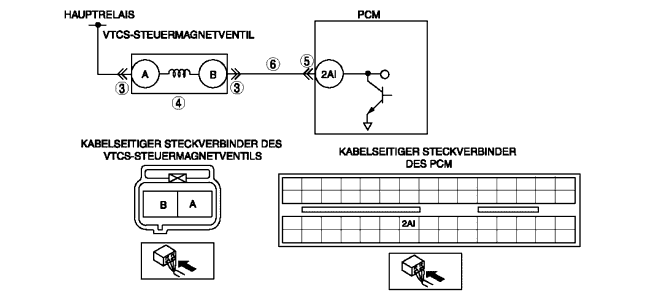 HAUPTRELAIS
PCM
VTCS-STEUERMAGNETVENTIL
A
B
2AI
3
3
4
5
6
KABELSEITIGER STECKVERBINDER DES
VTCS-STEUERMAGNETVENTILS
B A
KABELSEITIGER STECKVERBINDER
DES PCM
2AI